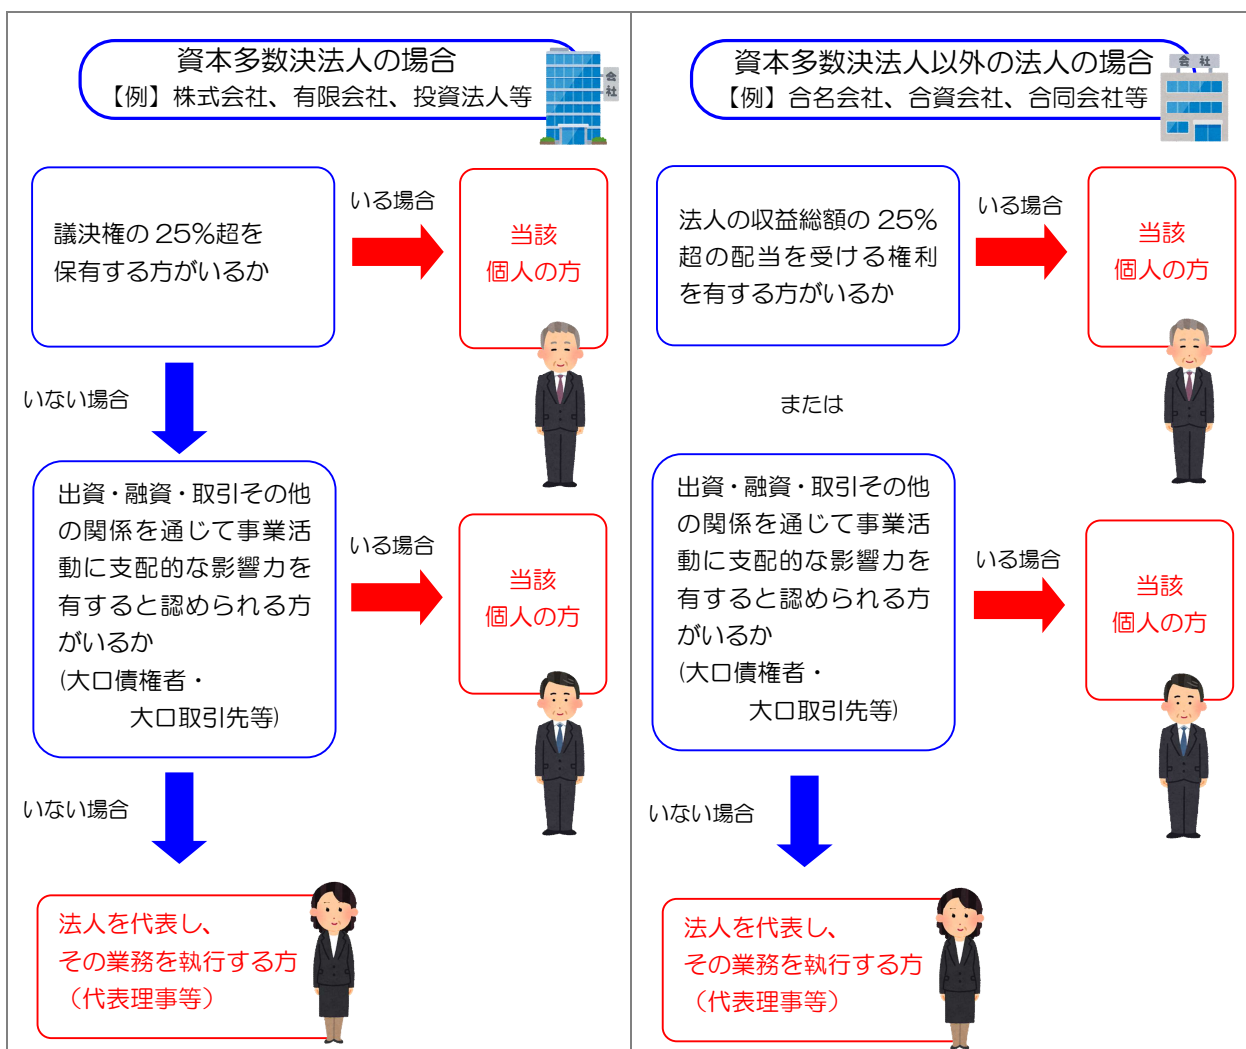 資本多数決法人の場合
【例】株式会社、有限会社、投資法人等
会社
議決権の25%超を
保有する方がいるか
いる場合
当該
個人の方
いない場合
出資・融資・取引その他
の関係を通じて事業活
動に支配的な影響力を
有すると認められる方
がいるか
(大口債権者・
大口取引先等)
いる場合
当該
個人の方
いない場合
法人を代表し、
その業務を執行する方
(代表理事等)
資本多数決法人以外の法人の場合
【例】合名会社、合資会社、合同会社等
会社
法人の収益総額の25%
超の配当を受ける権利
を有する方がいるか
いる場合
当該
個人の方
または
出資・融資・取引その他
の関係を通じて事業活
動に支配的な影響力を
有すると認められる方
がいるか
(大口債権者・
大口取引先等)
いる場合
当該
個人の方
いない場合
法人を代表し、
その業務を執行する方
(代表理事等)